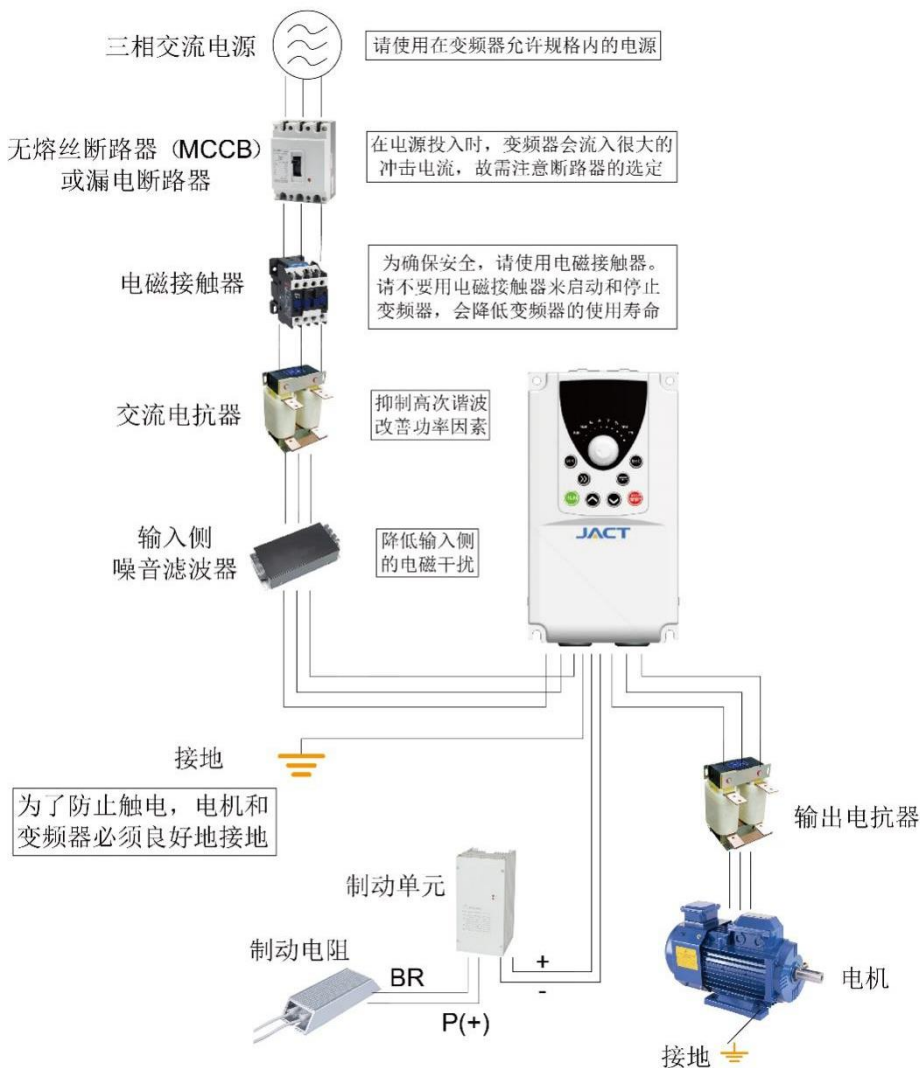 三相交流电源
请使用在变频器允许规格内的电源
无熔丝断路器（MCCB）
或漏电断路器
在电源投入时，变频器会流入很大的
冲击电流，故需注意断路器的选定
电磁接触器
为确保安全，请使用电磁接触器。
请不要用电磁接触器来启动和停止
变频器，会降低变频器的使用寿命
交流电抗器
抑制高次谐波
改善功率因素
JACT
输入侧
噪音滤波器
降低输入侧
的电磁干扰
接地
为了防止触电，电机和
变频器必须良好地接地
输出电抗器
制动单元
制动电阻
BR
+
-
P(+)
电机
接地